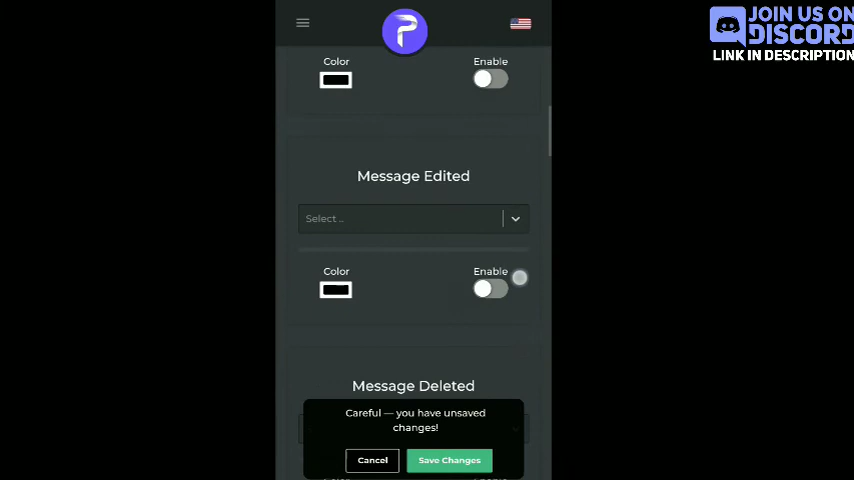 JOIN US ON
DISCORD
LINK IN DESCRIPTION
Color
Enable
Message Edited
Select...
Color
Enable
Message Deleted
Careful — you have unsaved
changes!
Cancel
Save Changes